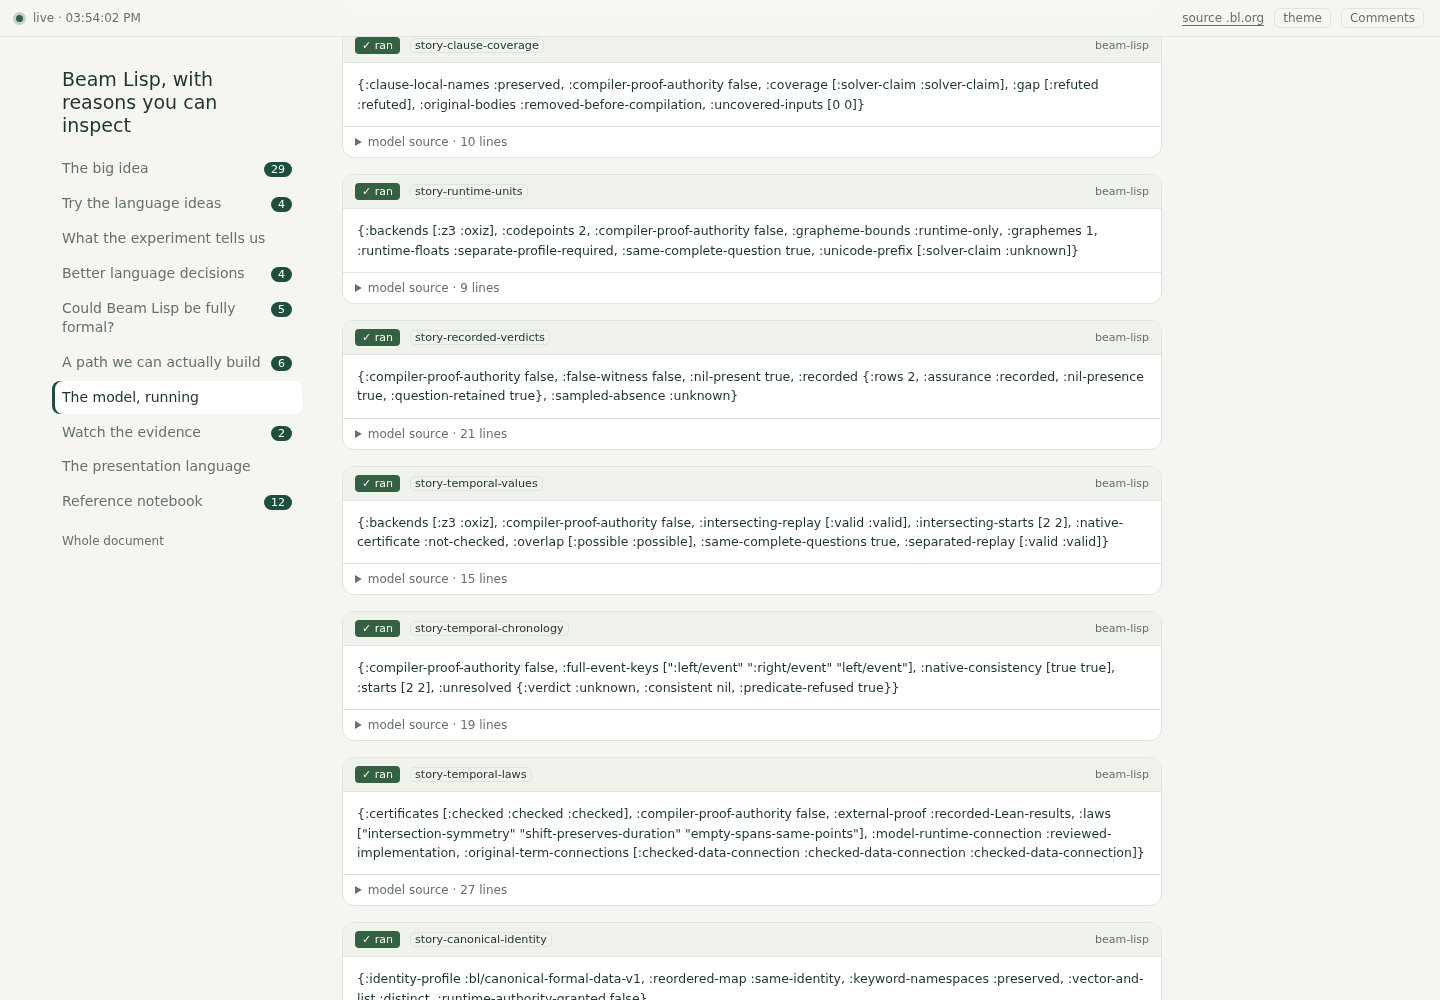 live · 03:54:02 PM
source .bl.org
theme
Comments
Beam Lisp, with
reasons you can
inspect
The big idea 29
Try the language ideas 4
What the experiment tells us
Better language decisions 4
Could Beam Lisp be fully 5
formal?
A path we can actually build 6
The model, running
Watch the evidence 2
The presentation language
Reference notebook 12
Whole document
✓ ran story-clause-coverage beam-lisp
{:clause-local-names :preserved, :compiler-proof-authority false, :coverage [:solver-claim :solver-claim], :gap [:refuted
:refuted], :original-bodies :removed-before-compilation, :uncovered-inputs [0 0]}
▶ model source · 10 lines
✓ ran story-runtime-units beam-lisp
{:backends [:z3 :oxiz], :codepoints 2, :compiler-proof-authority false, :grapheme-bounds :runtime-only, :graphemes 1,
:runtime-floats :separate-profile-required, :same-complete-question true, :unicode-prefix [:solver-claim :unknown]}
▶ model source · 9 lines
✓ ran story-recorded-verdicts beam-lisp
{:compiler-proof-authority false, :false-witness false, :nil-present true, :recorded {:rows 2, :assurance :recorded, :nil-presence
true, :question-retained true}, :sampled-absence :unknown}
▶ model source · 21 lines
✓ ran story-temporal-values beam-lisp
{:backends [:z3 :oxiz], :compiler-proof-authority false, :intersecting-replay [:valid :valid], :intersecting-starts [2 2], :native-
certificate :not-checked, :overlap [:possible :possible], :same-complete-questions true, :separated-replay [:valid :valid]}
▶ model source · 15 lines
✓ ran story-temporal-chronology beam-lisp
{:compiler-proof-authority false, :full-event-keys [":left/event" ":right/event" "left/event"], :native-consistency [true true],
:starts [2 2], :unresolved {:verdict :unknown, :consistent nil, :predicate-refused true}}
▶ model source · 19 lines
✓ ran story-temporal-laws beam-lisp
{:certificates [:checked :checked :checked], :compiler-proof-authority false, :external-proof :recorded-Lean-results, :laws
["intersection-symmetry" "shift-preserves-duration" "empty-spans-same-points"], :model-runtime-connection :reviewed-
implementation, :original-term-connections [:checked-data-connection :checked-data-connection :checked-data-connection]}
▶ model source · 27 lines
✓ ran story-canonical-identity beam-lisp
{:identity-profile :bl/canonical-formal-data-v1, :reordered-map :same-identity, :keyword-namespaces :preserved, :vector-and-
list :distinct, :runtime-authority-granted false}